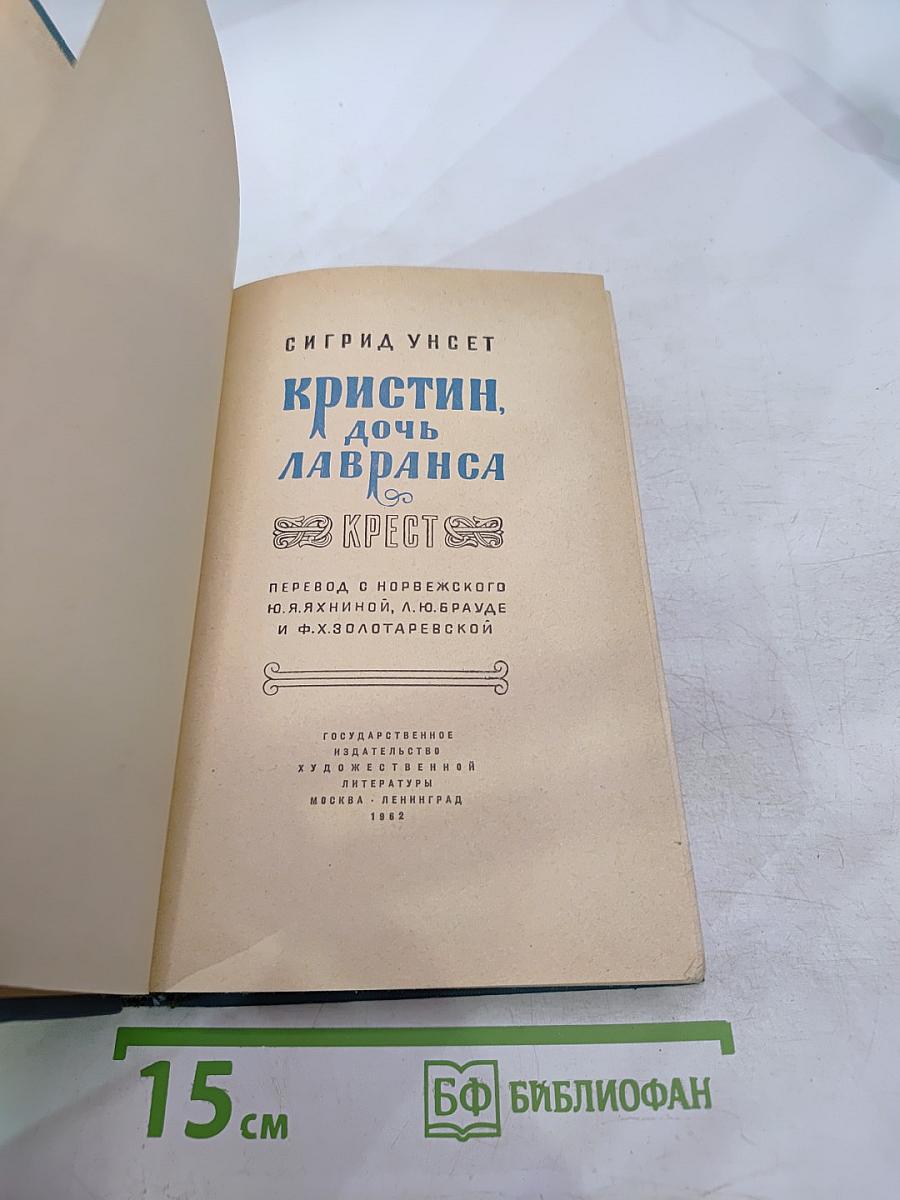 СИГРИД УНСЕТ
КРИСТИН,
ДОЧЬ
ЛАВРАНСА
КРЕСТ
ПЕРЕВОД С НОРВЕЖСКОГО
Ю.Я.ЯХНИНОЙ, Л.Ю.БРАУДЕ
И Ф.Х.ЗОЛОТАРЕВСКОЙ
ГОСУДАРСТВЕННОЕ
ИЗДАТЕЛЬСТВО
ХУДОЖЕСТВЕННОЙ
ЛИТЕРАТУРЫ
МОСКВА · ЛЕНИНГРАД
1962
15 см
БФ БИБЛИОФАН